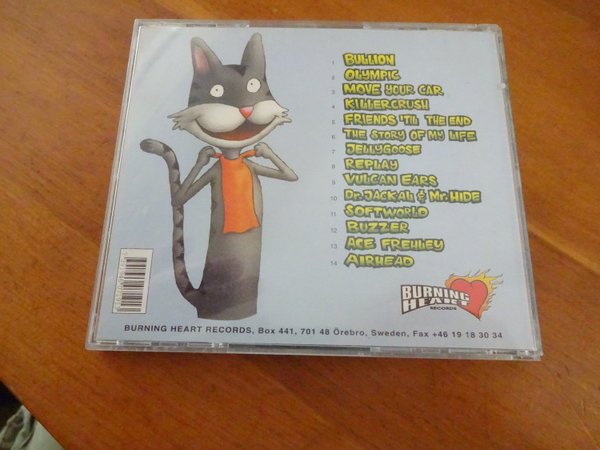 1 BULLION
2 OLYMPIC
3 MOVE YOUR CAR
4 KILLERCRUSH
5 FRIENDS 'TIL THE END
6 THE STORY OF MY LIFE
7 JELLYGOOSE
8 REPLAY
9 VULCAN EARS
10 DR. JACKAL & MR. HIDE
11 SOFTWORLD
12 BUZZER
13 ACE FREHLEY
14 AIRHEAD
BURNING
HEART
RECORDS
BURNING HEART RECORDS, Box 441, 701 48 Örebro, Sweden, Fax +46 19 18 30 34